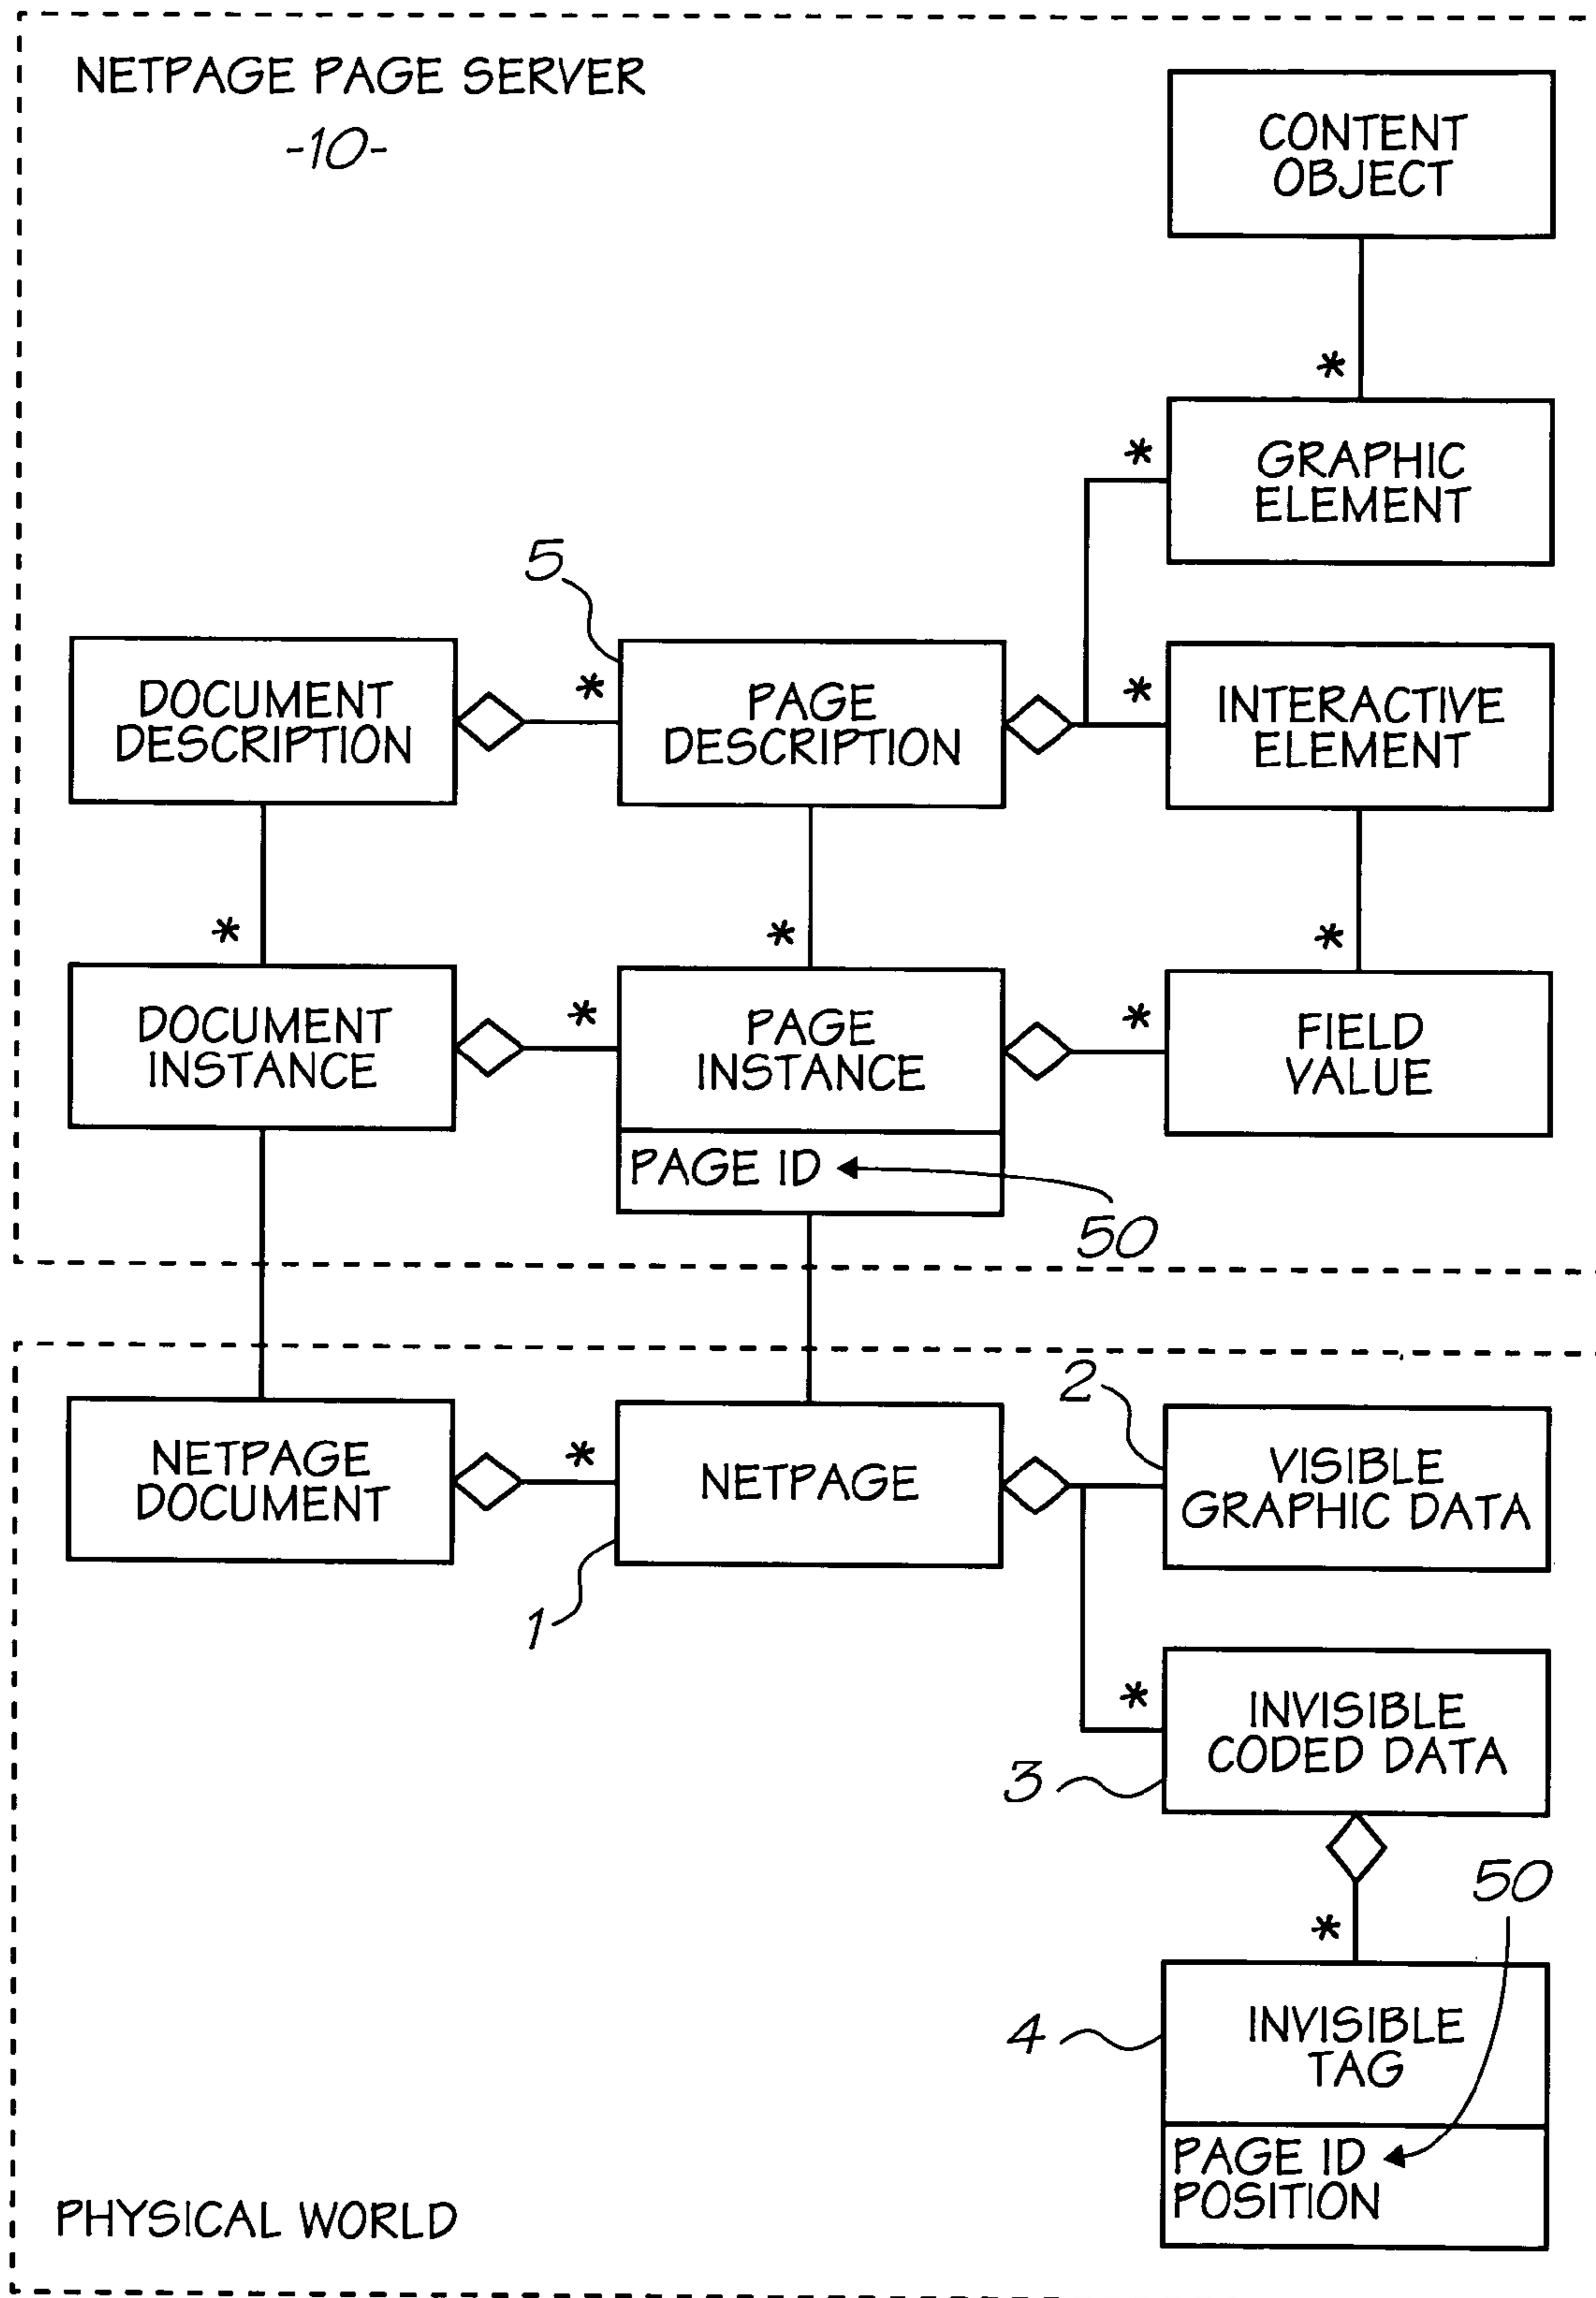 NETPAGE PAGE SERVER
-10-
CONTENT
OBJECT
*
*
GRAPHIC
ELEMENT
5
DOCUMENT
DESCRIPTION
*
PAGE
DESCRIPTION
*
INTERACTIVE
ELEMENT
*
*
*
DOCUMENT
INSTANCE
*
PAGE
INSTANCE
*
FIELD
VALUE
PAGE ID
50
NETPAGE
DOCUMENT
*
NETPAGE
1
2
VISIBLE
GRAPHIC DATA
*
INVISIBLE
CODED DATA
3
*
50
4
INVISIBLE
TAG
PAGE ID
POSITION
PHYSICAL WORLD